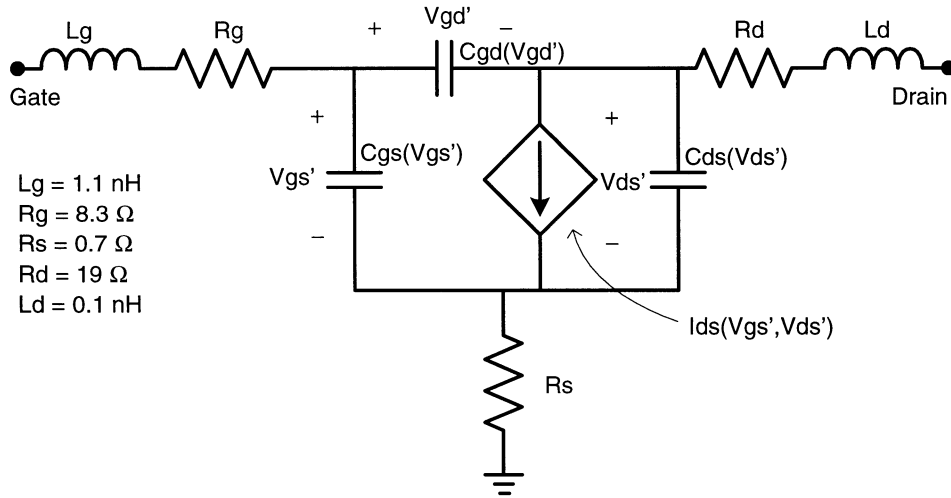 Lg
Rg
+ Vgd' −
Cgd(Vgd')
Rd
Ld
Gate
Drain
+
Vgs'
−
Cgs(Vgs')
+
Vds'
−
Cds(Vds')
Lg = 1.1 nH
Rg = 8.3 Ω
Rs = 0.7 Ω
Rd = 19 Ω
Ld = 0.1 nH
Ids(Vgs',Vds')
Rs